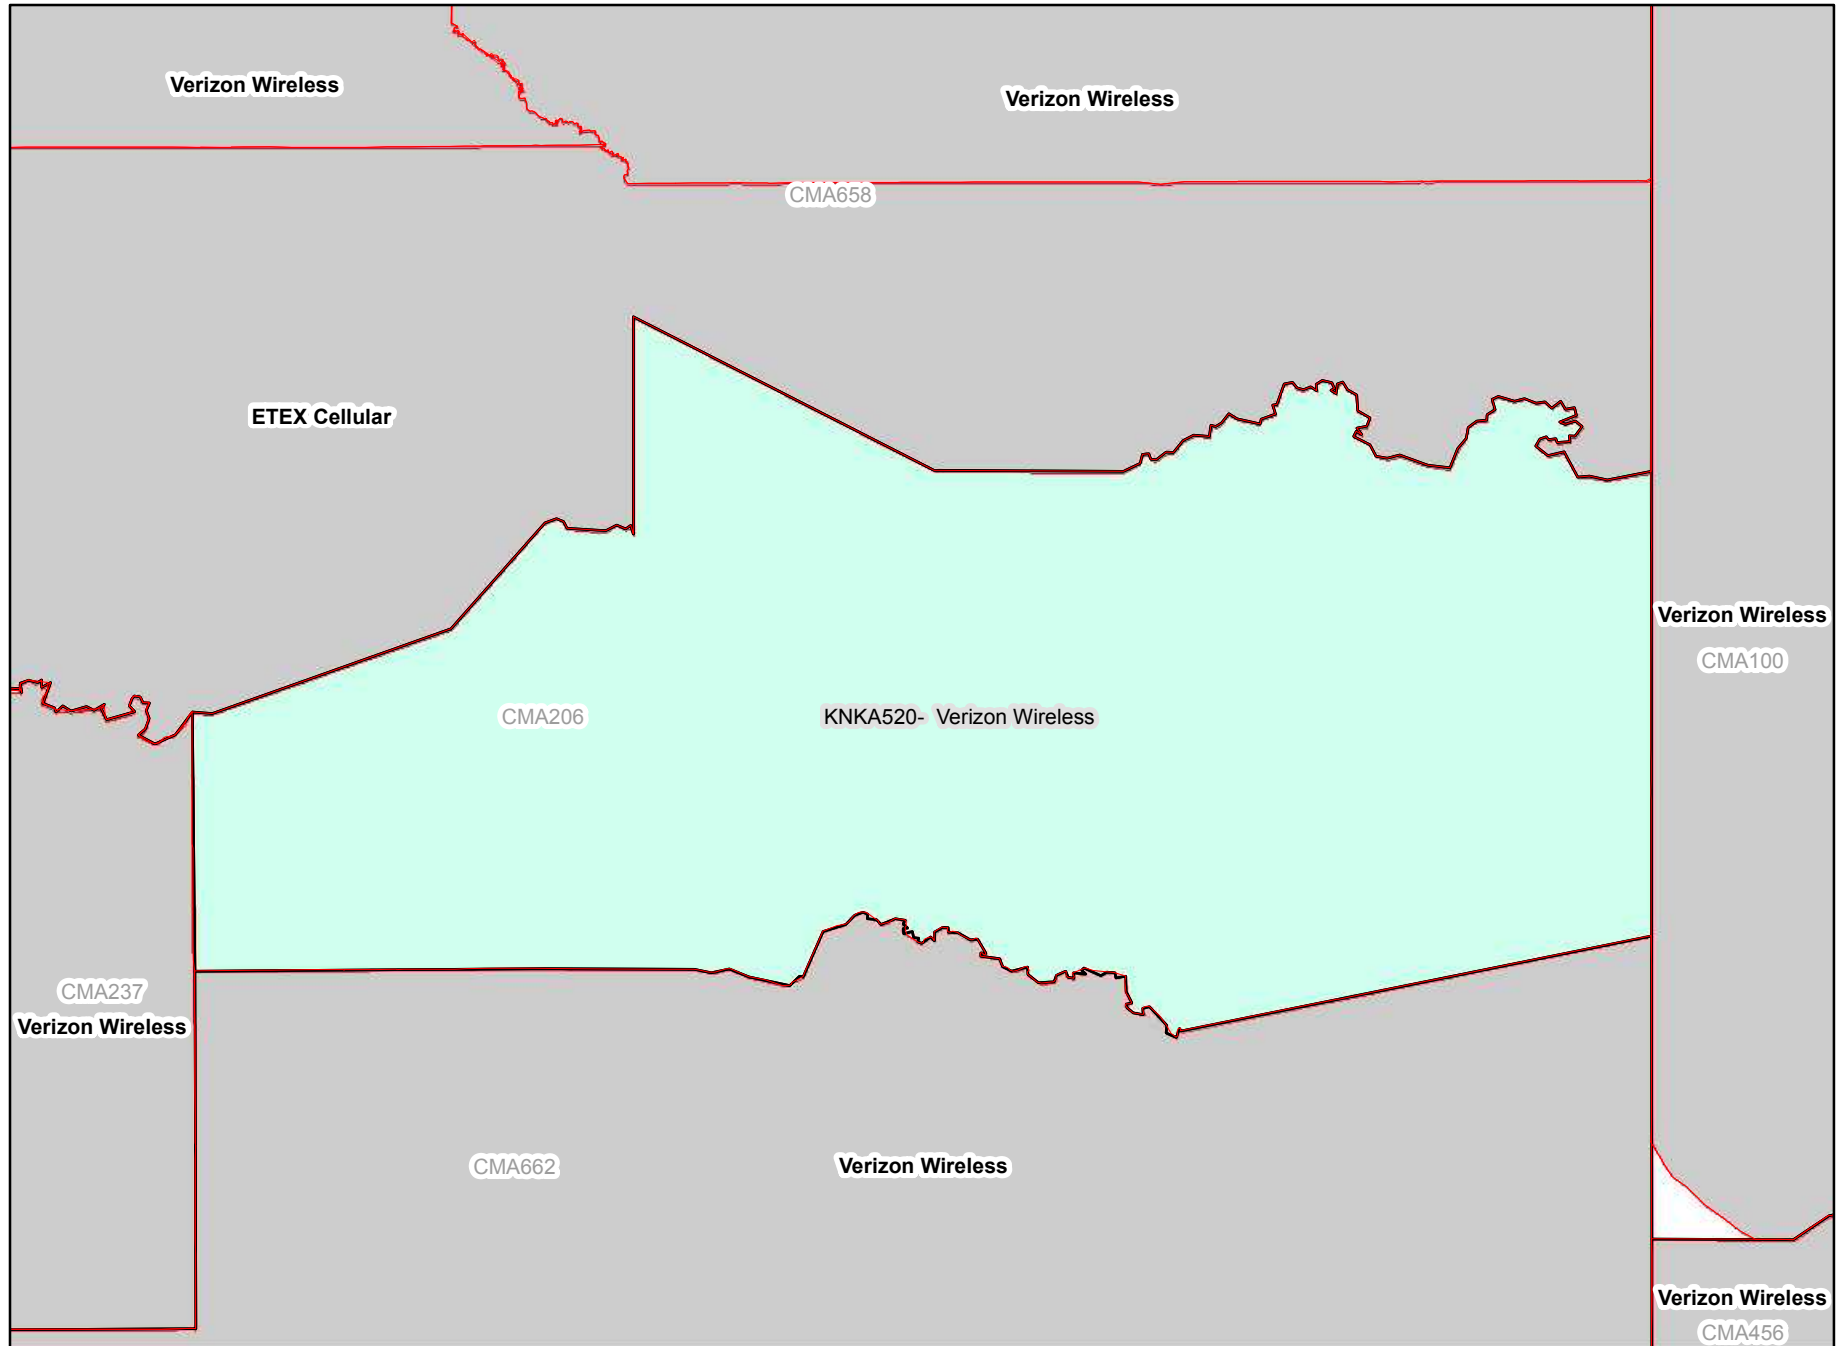 Verizon Wireless
Verizon Wireless
CMA658
ETEX Cellular
Verizon Wireless
CMA100
CMA206
KNKA520- Verizon Wireless
CMA237
Verizon Wireless
CMA662
Verizon Wireless
Verizon Wireless
CMA456